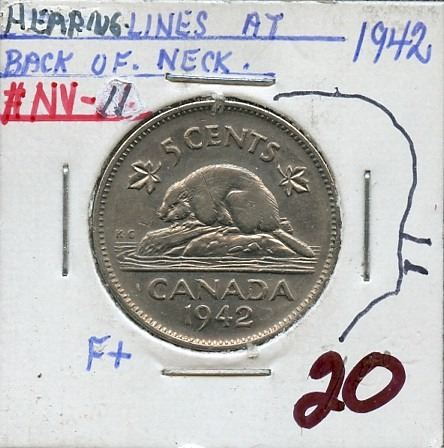 HEARING LINES AT
1942
BACK OF. NECK.
#NV-11
5 CENTS
KG
CANADA
1942
F+
20